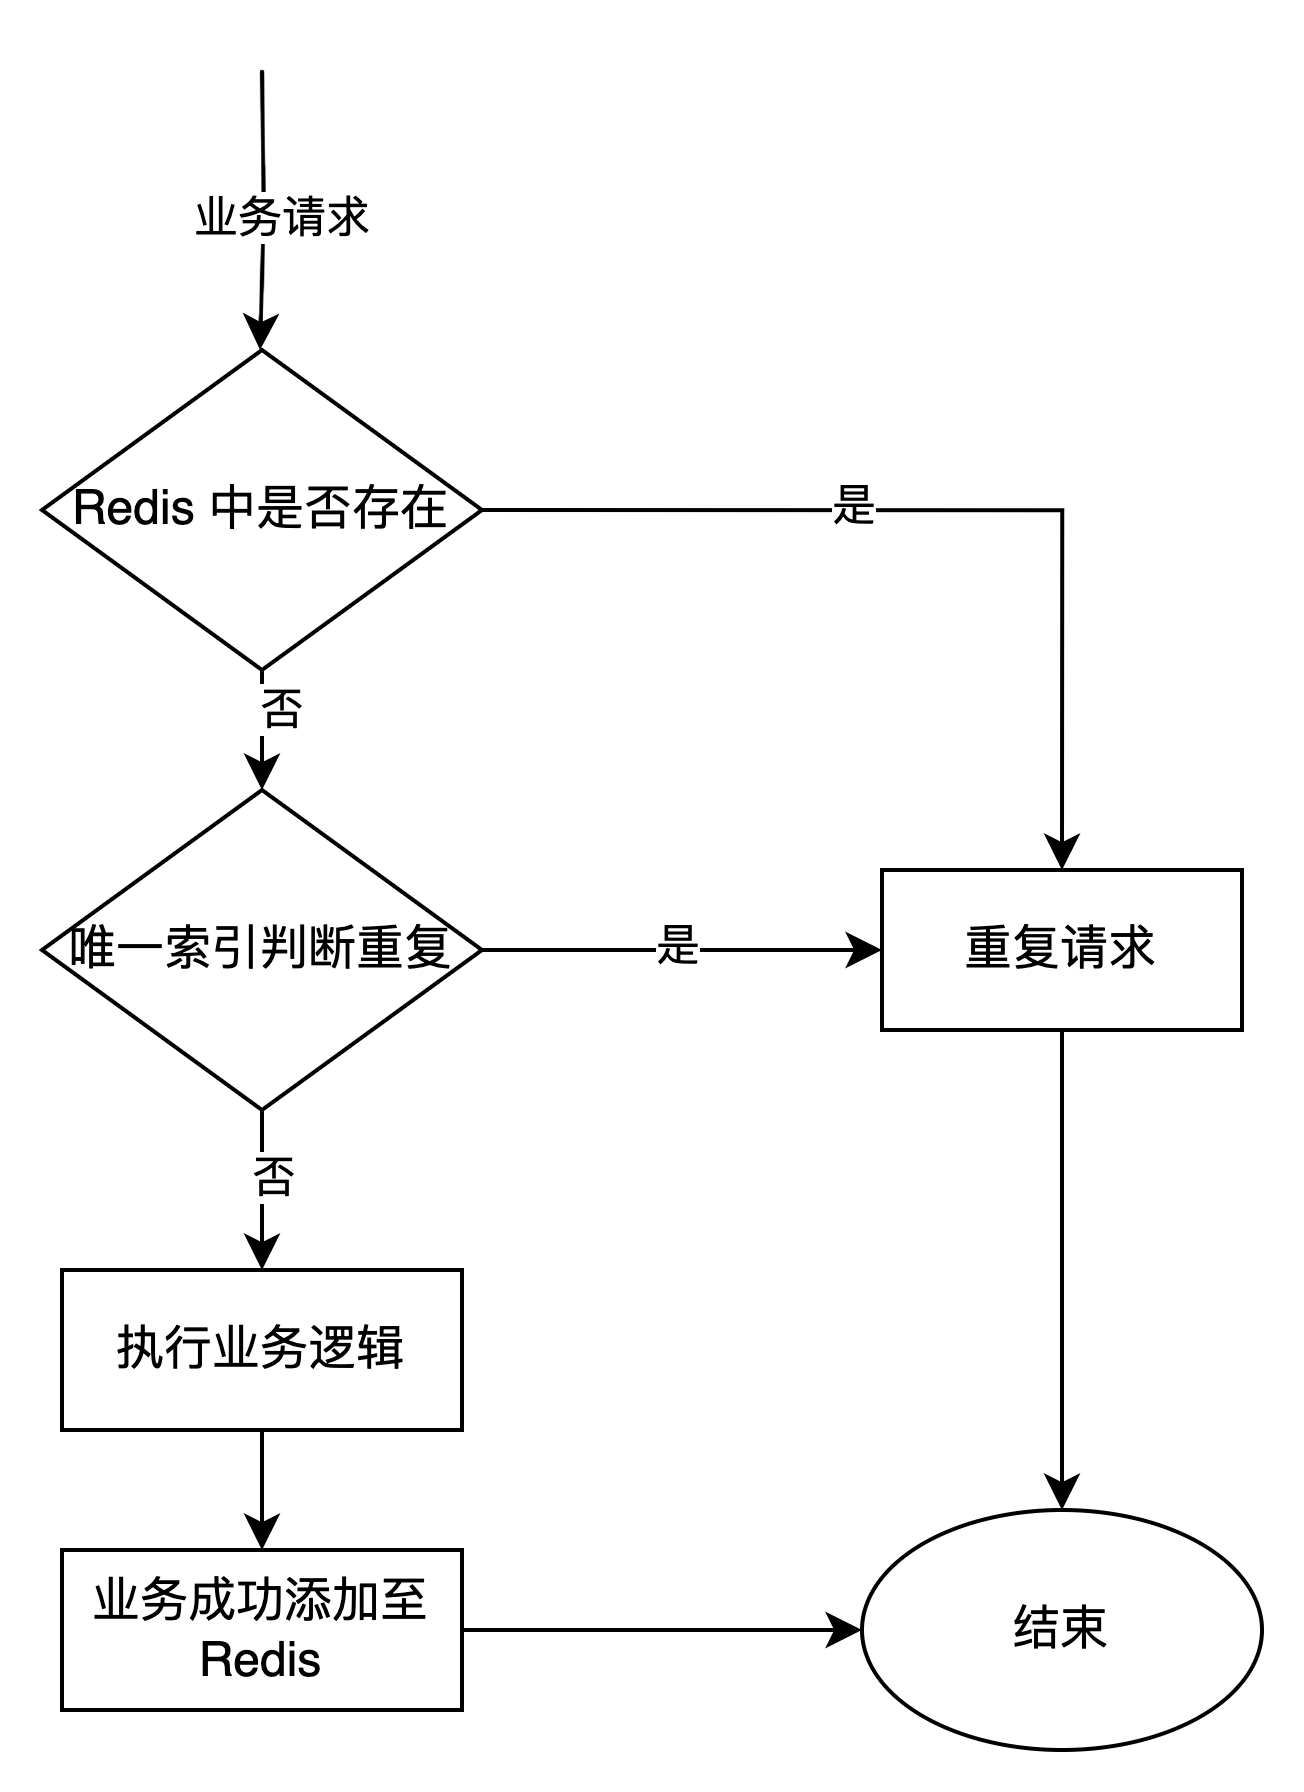 业务请求
Redis 中是否存在
是
否
唯一索引判断重复
是
重复请求
否
执行业务逻辑
业务成功添加至
Redis
结束